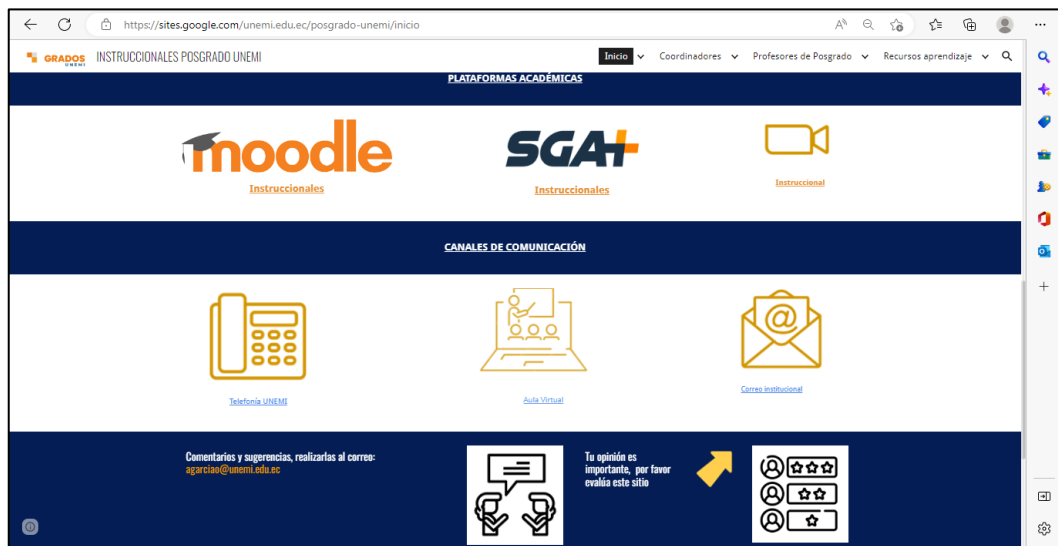 https://sites.google.com/unemi.edu.ec/posgrado-unemi/inicio
GRADOS
UNEMI
INSTRUCCIONALES POSGRADO UNEMI
Inicio
Coordinadores
Profesores de Posgrado
Recursos aprendizaje
PLATAFORMAS ACADÉMICAS
moodle
SGA+
Instruccionales
Instruccionales
Instruccional
CANALES DE COMUNICACIÓN
Telefonía UNEMI
Aula Virtual
Correo institucional
Comentarios y sugerencias, realizarlas al correo:
agarciao@unemi.edu.ec
Tu opinión es
importante, por favor
evalúa este sitio